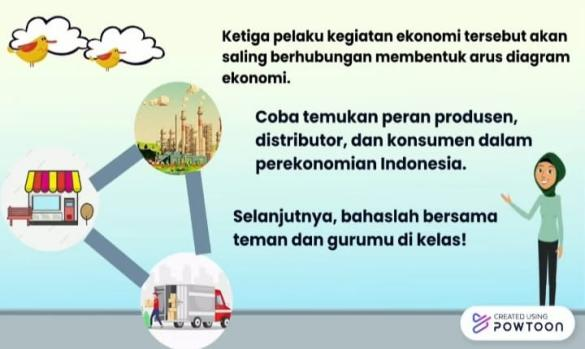 Ketiga pelaku kegiatan ekonomi tersebut akan
saling berhubungan membentuk arus diagram
ekonomi.
Coba temukan peran produsen,
distributor, dan konsumen dalam
perekonomian Indonesia.
Selanjutnya, bahaslah bersama
teman dan gurumu di kelas!
CREATED USING
POWTOON